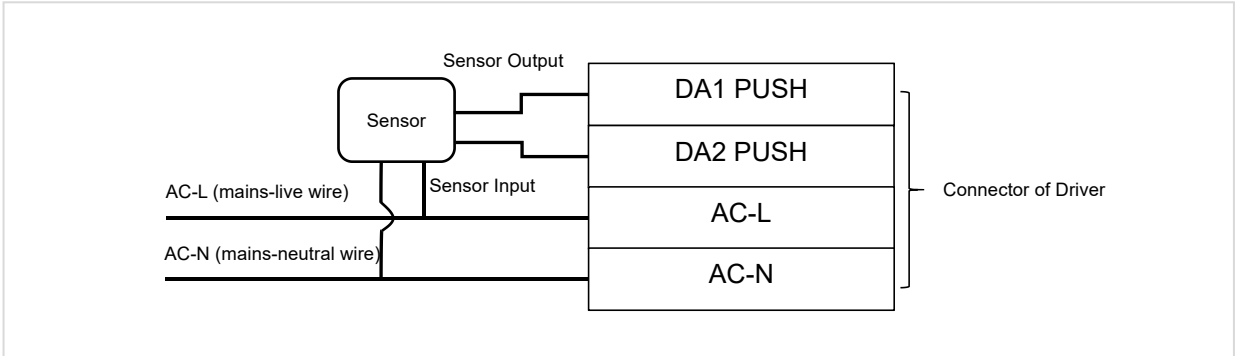 Sensor Output
DA1 PUSH
Sensor
DA2 PUSH
Sensor Input
Connector of Driver
AC-L (mains-live wire)
AC-L
AC-N (mains-neutral wire)
AC-N